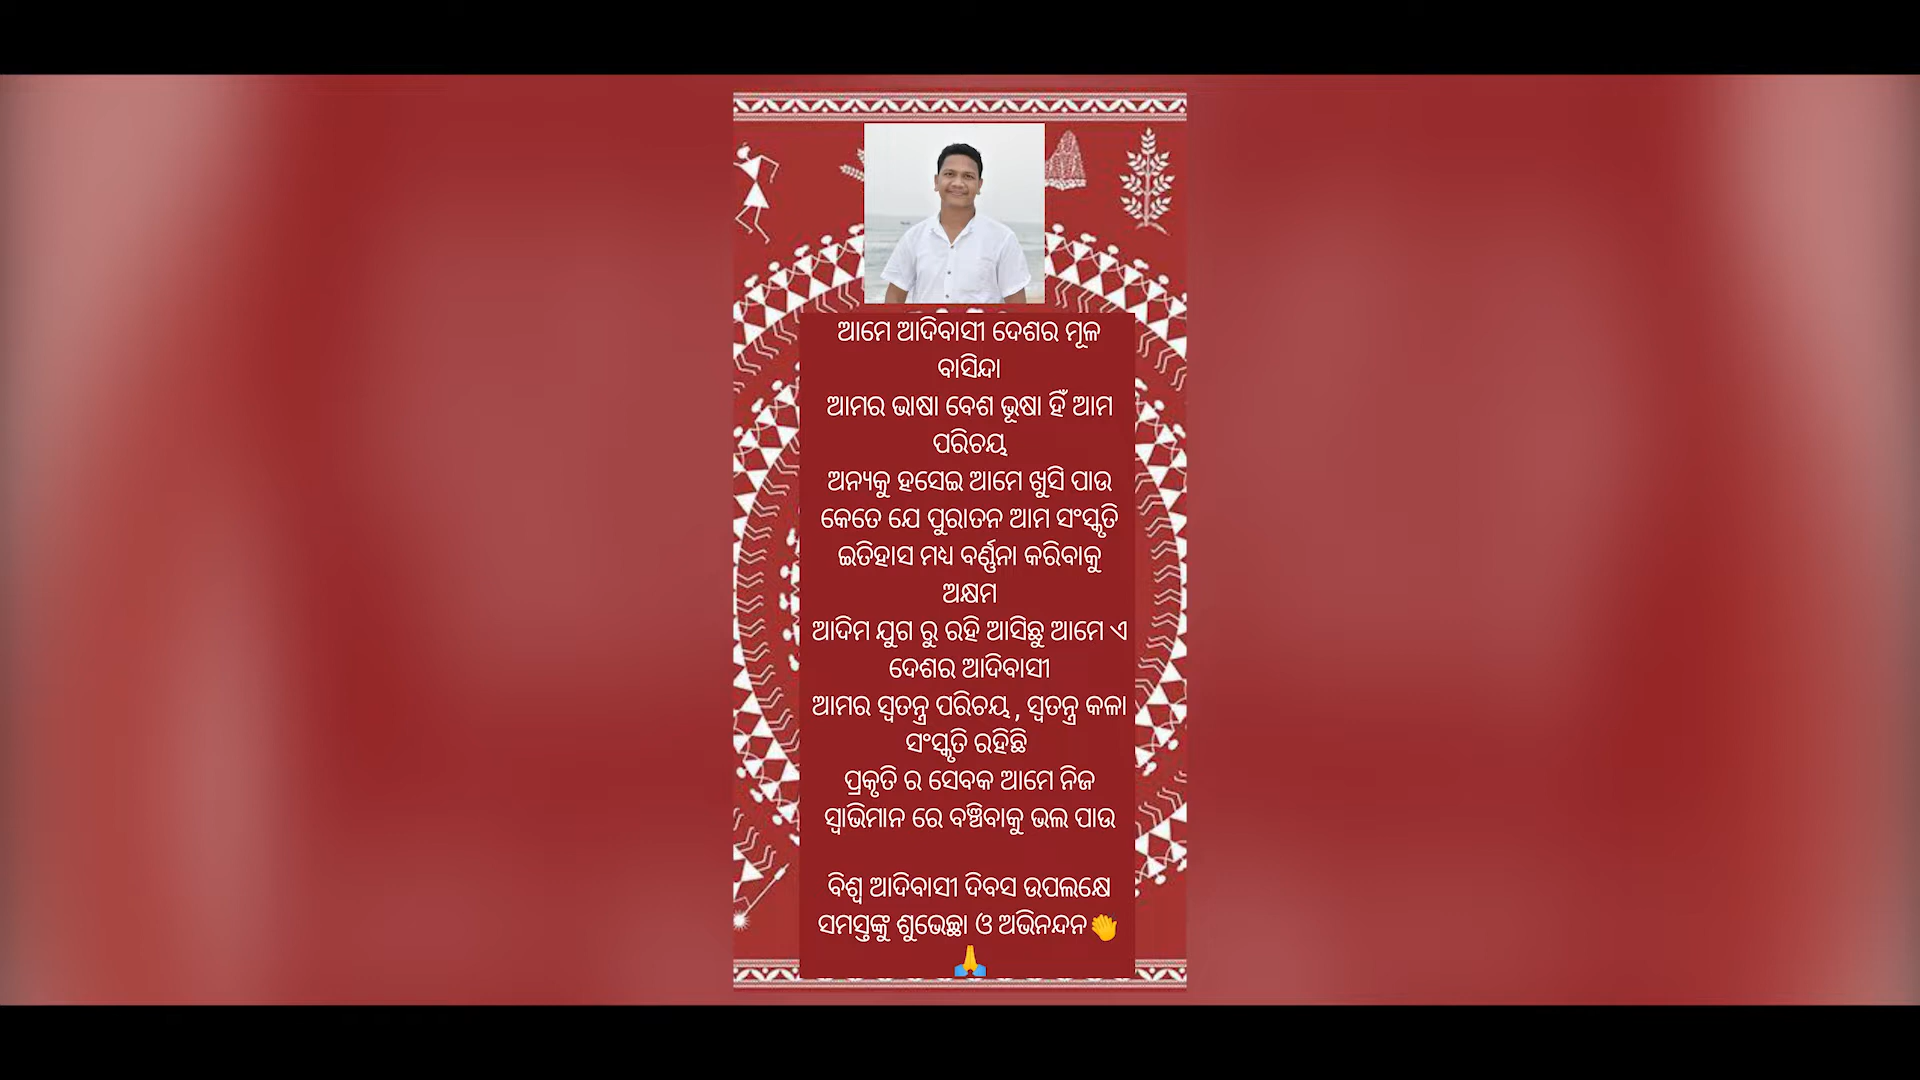 ଆମେ ଆଦିବାସୀ ଦେଶର ମୂଳ
ବାସିନ୍ଦା
ଆମର ଭାଷା ବେଶ ଭୂଷା ହିଁ ଆମ
ପରିଚୟ
ଅନ୍ୟକୁ ହସେଇ ଆମେ ଖୁସି ପାଉ
କେତେ ଯେ ପୁରାତନ ଆମ ସଂସ୍କୃତି
ଇତିହାସ ମଧ୍ୟ ବର୍ଣ୍ଣନା କରିବାକୁ
ଅକ୍ଷମ
ଆଦିମ ଯୁଗ ରୁ ରହି ଆସିଛୁ ଆମେ ଏ
ଦେଶର ଆଦିବାସୀ
ଆମର ସ୍ୱତନ୍ତ୍ର ପରିଚୟ , ସ୍ୱତନ୍ତ୍ର କଳା
ସଂସ୍କୃତି ରହିଛି
ପ୍ରକୃତି ର ସେବକ ଆମେ ନିଜ
ସ୍ୱାଭିମାନ ରେ ବଞ୍ଚିବାକୁ ଭଲ ପାଉ
ବିଶ୍ୱ ଆଦିବାସୀ ଦିବସ ଉପଲକ୍ଷେ
ସମସ୍ତଙ୍କୁ ଶୁଭେଚ୍ଛା ଓ ଅଭିନନ୍ଦନ👏
🙏